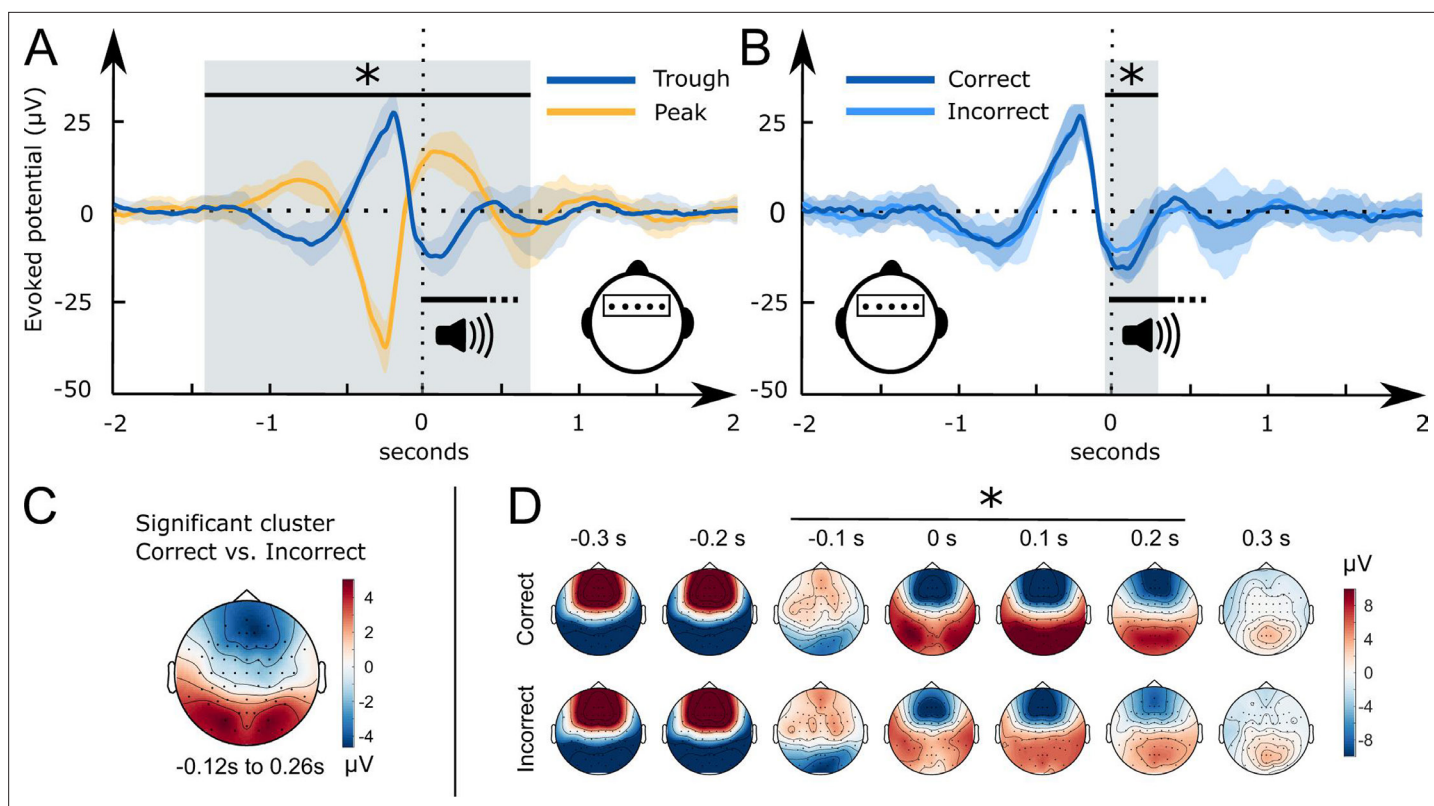 A
*
Trough
Peak
Evoked potential (µV)
25
0
-25
-50
-2
-1
0
1
2
seconds
B
*
Correct
Incorrect
25
0
-25
-50
-2
-1
0
1
2
seconds
C
Significant cluster
Correct vs. Incorrect
4
2
0
-2
-4
µV
-0.12s to 0.26s
D
*
-0.3 s
-0.2 s
-0.1 s
0 s
0.1 s
0.2 s
0.3 s
Correct
Incorrect
µV
8
4
0
-4
-8